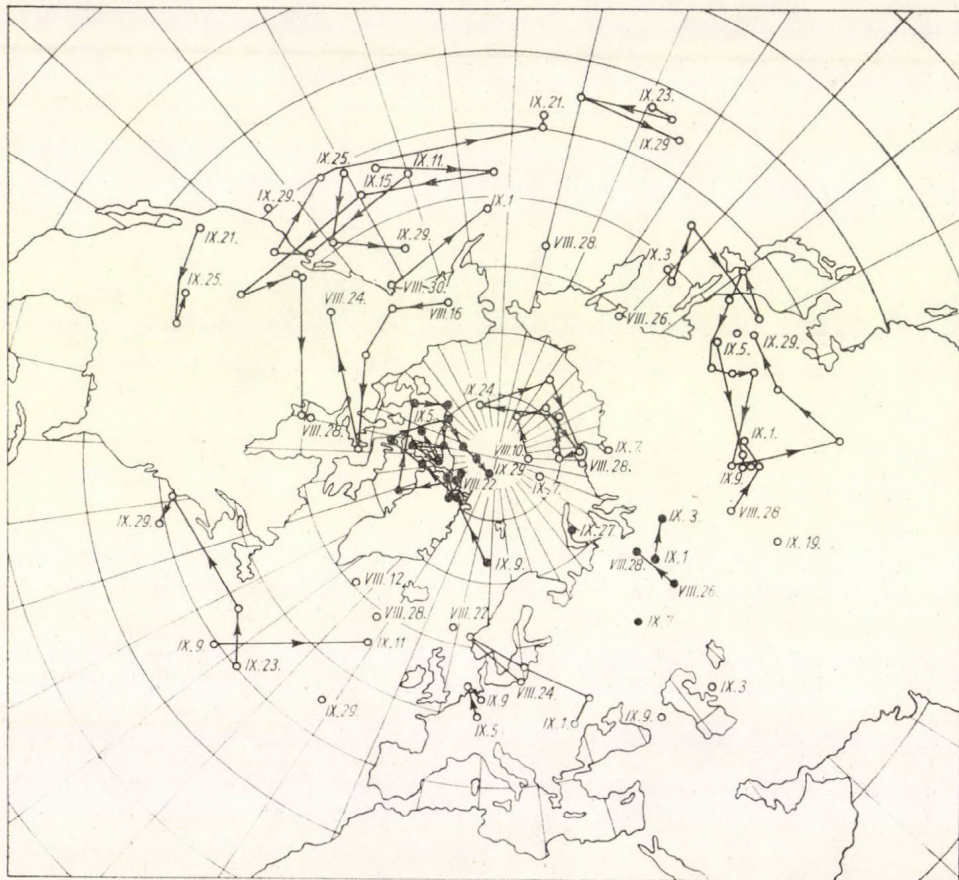 IX.23.
IX.21.
IX.29
IX.25.
IX.11.
IX.15.
IX.29.
IX.1
IX.21.
IX.29.
VIII.28.
IX.3
IX.25.
VIII.30.
VIII.24.
VIII.16
VIII.26.
IX.5.
IX.29.
IX.24
IX.5.
VIII.28.
IX.1.
IX.7.
VIII.10.
VIII.28.
IX.9
IX.29
VIII.22
IX.7.
VIII.28
IX.29.
IX.27.
IX.3.
IX.19.
IX.9.
IX.1
VIII.28.
VIII.12
VIII.26.
VIII.28.
VIII.22.
IX.7
IX.9.
IX.11
IX.23.
VIII.24.
IX.3
IX.29.
IX.9
IX.1
IX.9.
IX.5